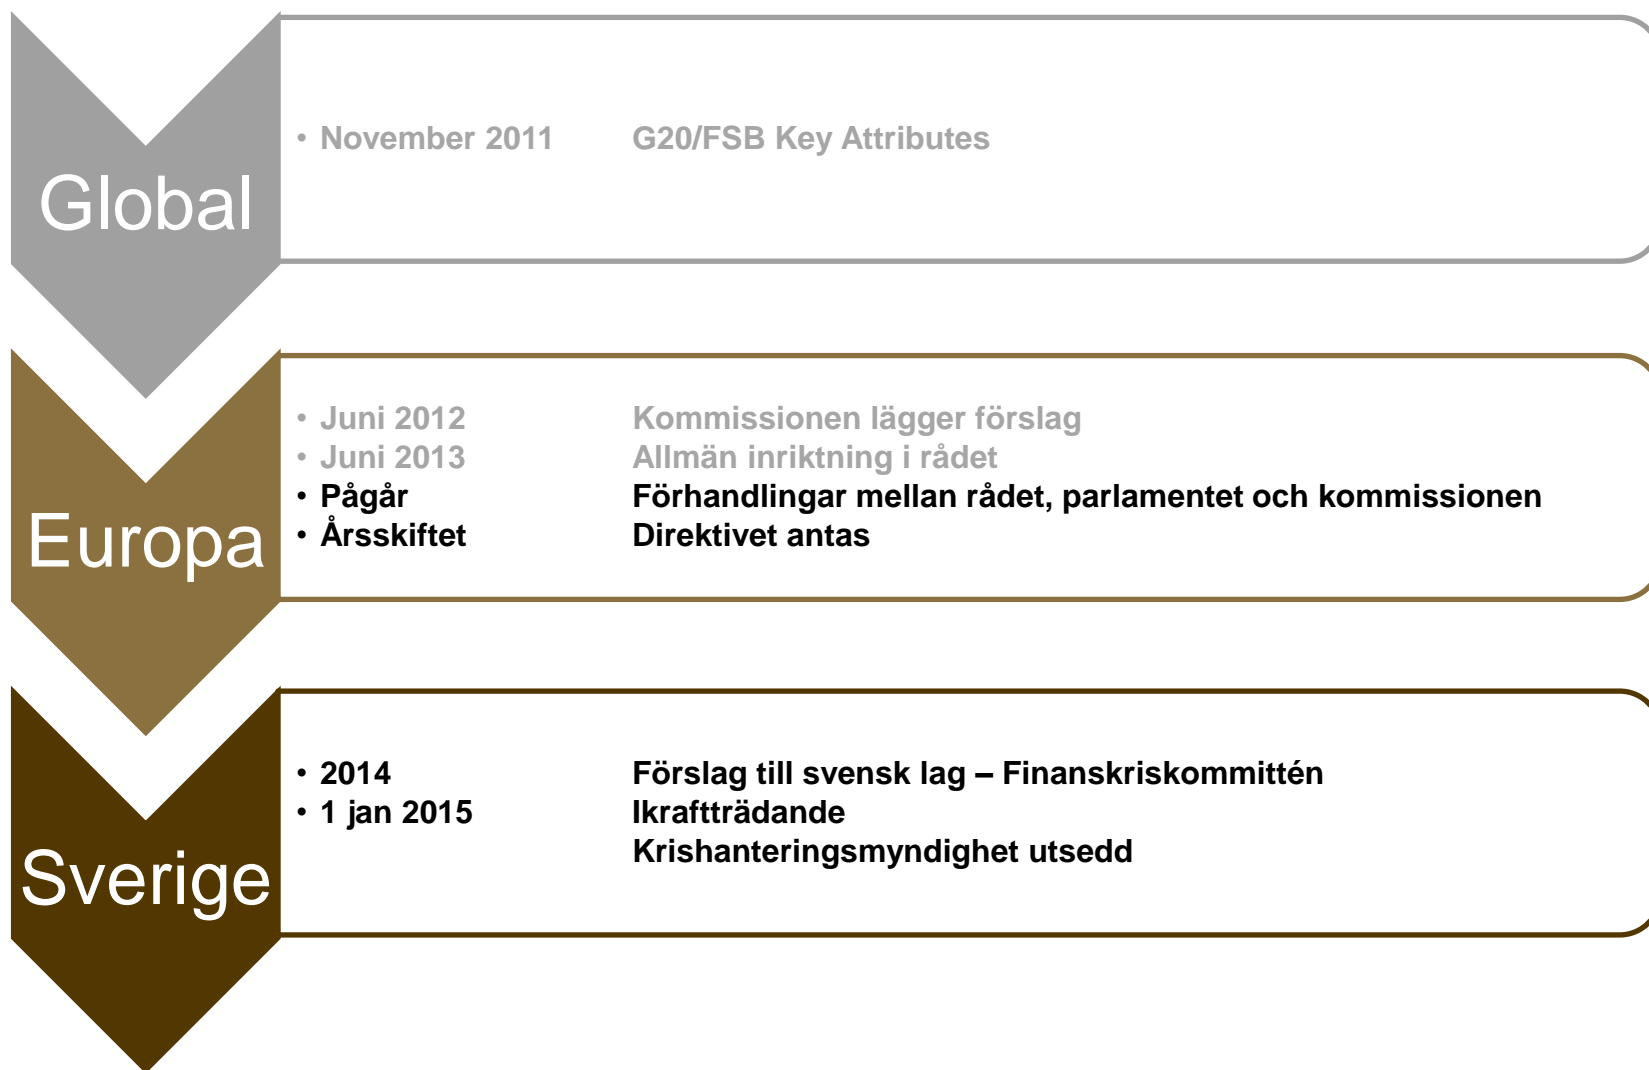 Global
• November 2011 G20/FSB Key Attributes
Europa
• Juni 2012 Kommissionen lägger förslag
• Juni 2013 Allmän inriktning i rådet
• Pågår Förhandlingar mellan rådet, parlamentet och kommissionen
• Årsskiftet Direktivet antas
Sverige
• 2014 Förslag till svensk lag – Finanskriskommittén
• 1 jan 2015 Ikraftträdande
Krishanteringsmyndighet utsedd